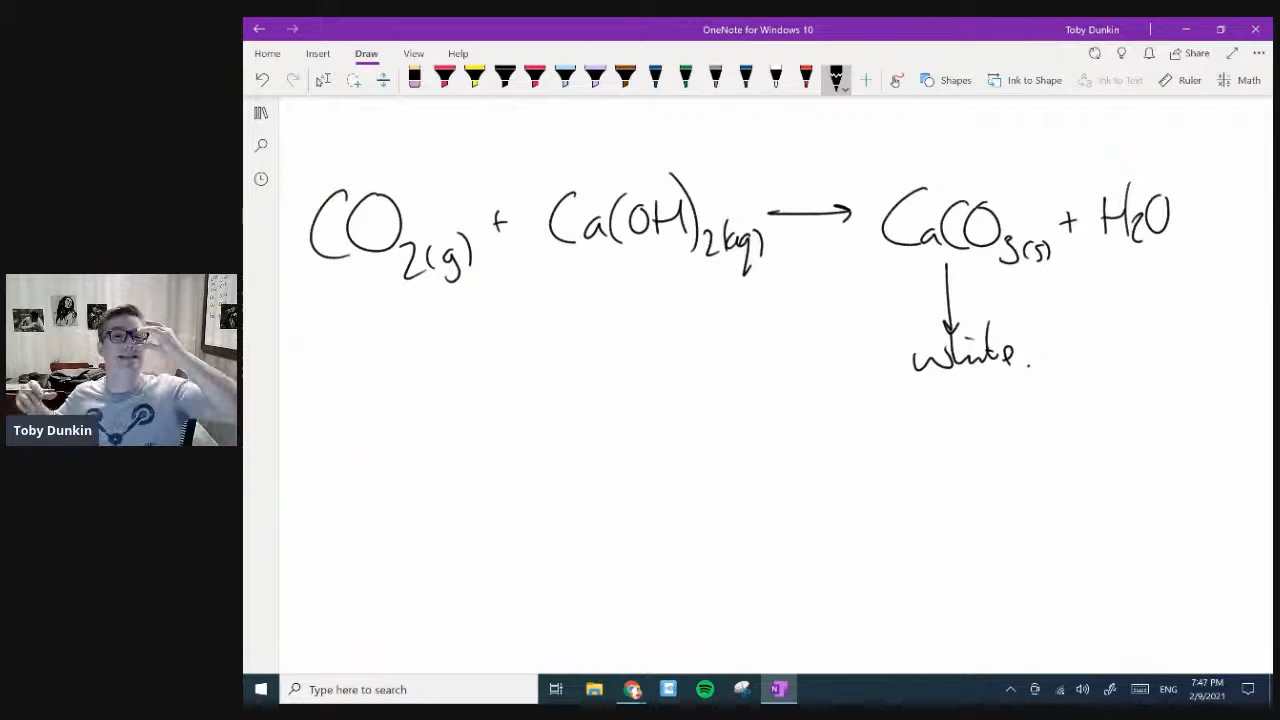 OneNote for Windows 10
Toby Dunkin
Home Insert Draw View Help
Share
Shapes Ink to Shape Ink to Text Ruler Math
CO2(g) + Ca(OH)2(aq) → CaCO3(s) + H2O
white.
Toby Dunkin
Type here to search
ENG
7:47 PM
2/9/2021